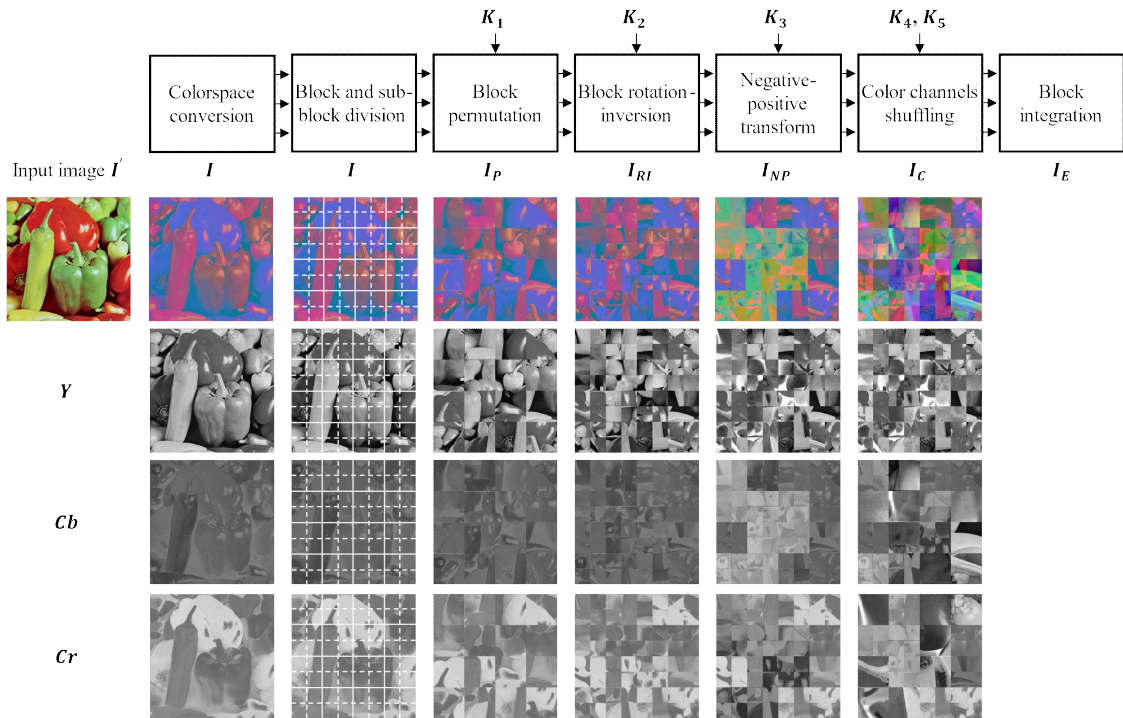 K1
K2
K3
K4, K5
Colorspace
conversion
Block and sub-
block division
Block
permutation
Block rotation-
inversion
Negative-
positive
transform
Color channels
shuffling
Block
integration
Input image I′
I
I
IP
IRI
INP
IC
IE
Y
Cb
Cr